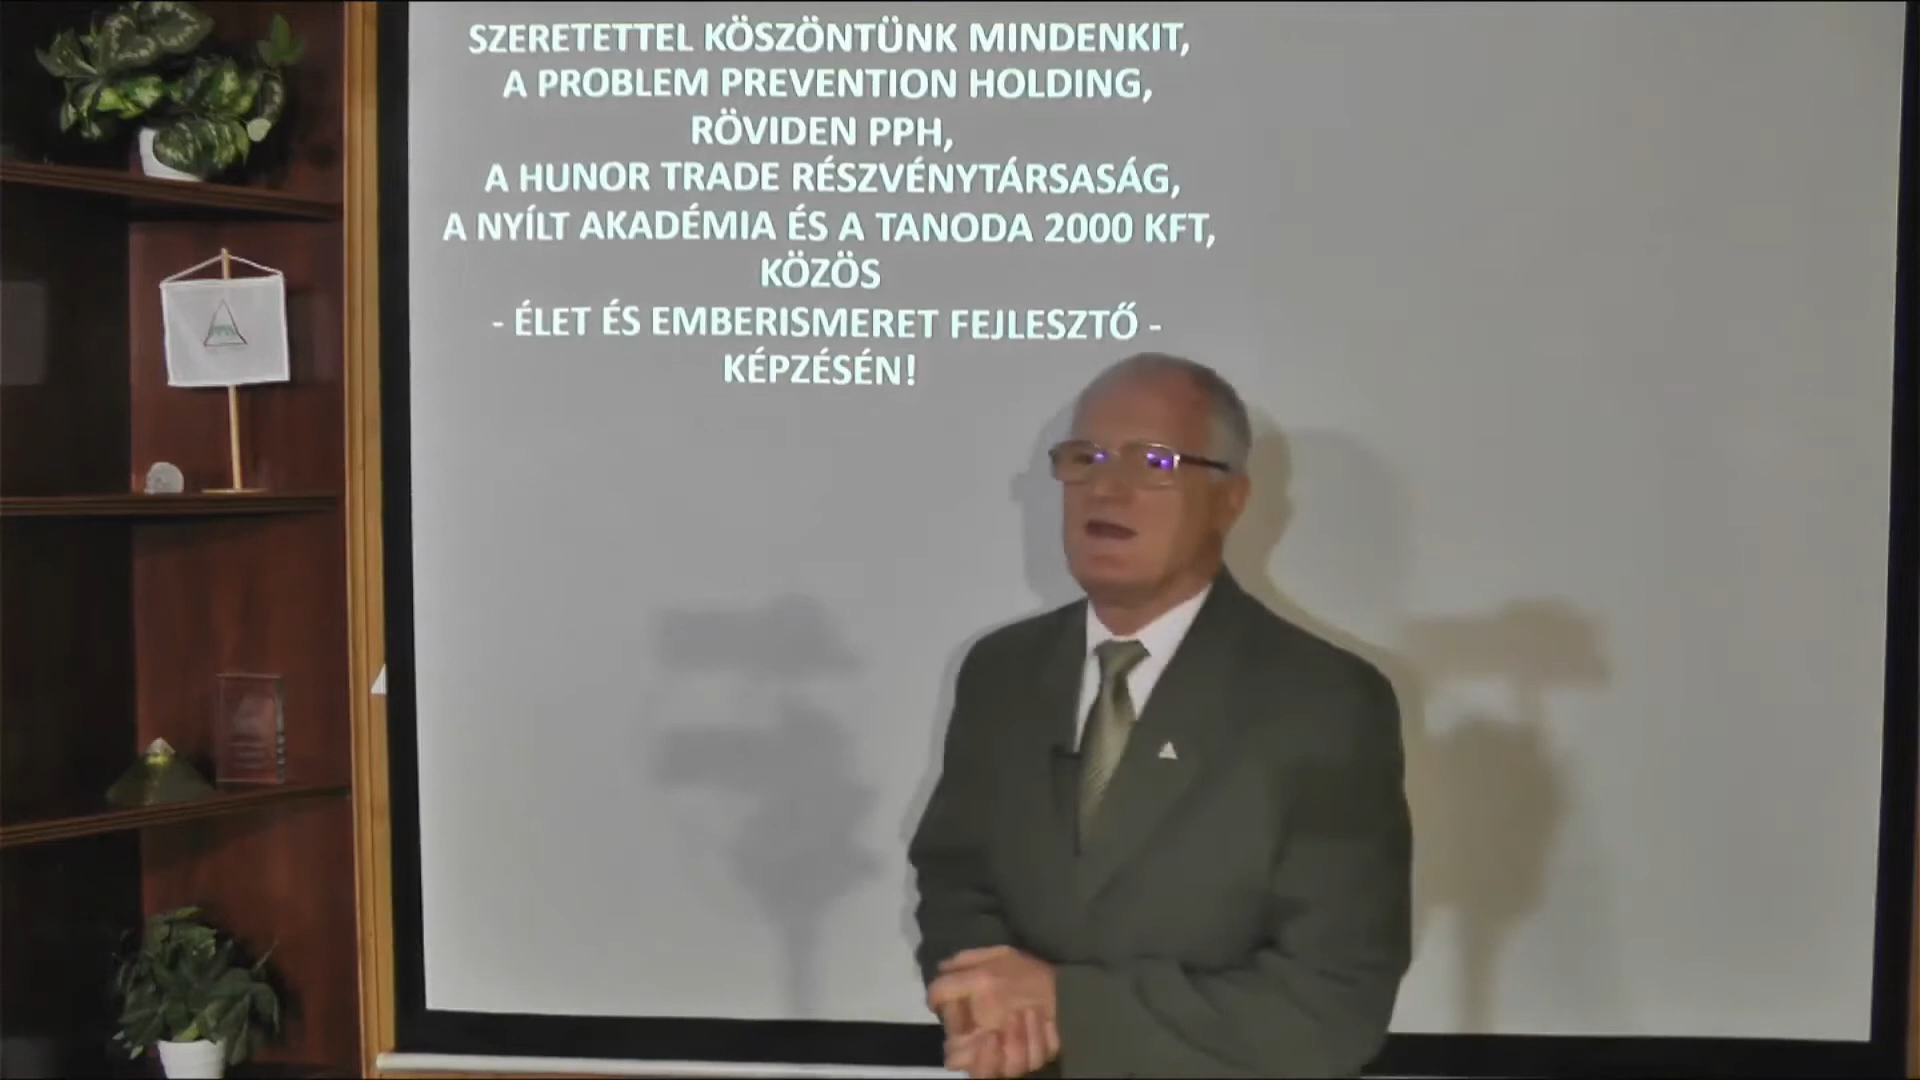 SZERETETTEL KÖSZÖNTÜNK MINDENKIT,
A PROBLEM PREVENTION HOLDING,
RÖVIDEN PPH,
A HUNOR TRADE RÉSZVÉNYTÁRSASÁG,
A NYÍLT AKADÉMIA ÉS A TANODA 2000 KFT,
KÖZÖS
- ÉLET ÉS EMBERISMERET FEJLESZTŐ -
KÉPZÉSÉN!